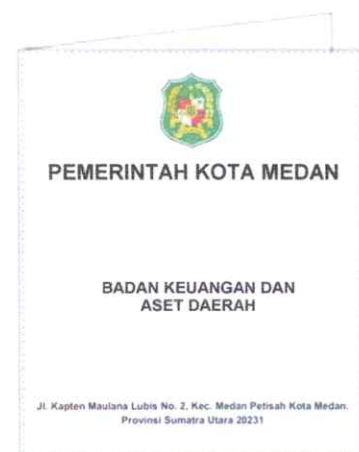 PEMERINTAH KOTA MEDAN
BADAN KEUANGAN DAN
ASET DAERAH
Jl. Kapten Maulana Lubis No. 2, Kec. Medan Petisah Kota Medan.
Provinsi Sumatra Utara 20231